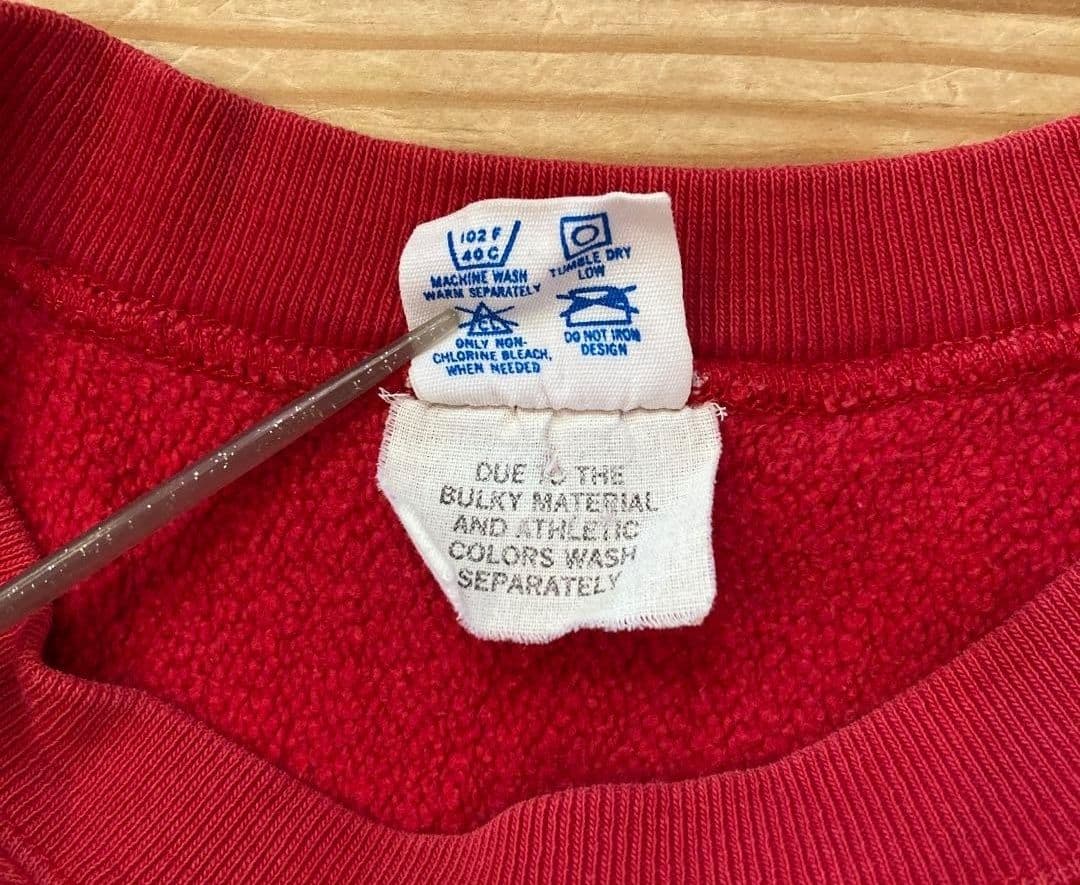 102 F
40 C
MACHINE WASH
WARM SEPARATELY
TUMBLE DRY
LOW
CL
ONLY NON-
CHLORINE BLEACH,
WHEN NEEDED
DO NOT IRON
DESIGN
DUE TO THE
BULKY MATERIAL
AND ATHLETIC
COLORS WASH
SEPARATELY